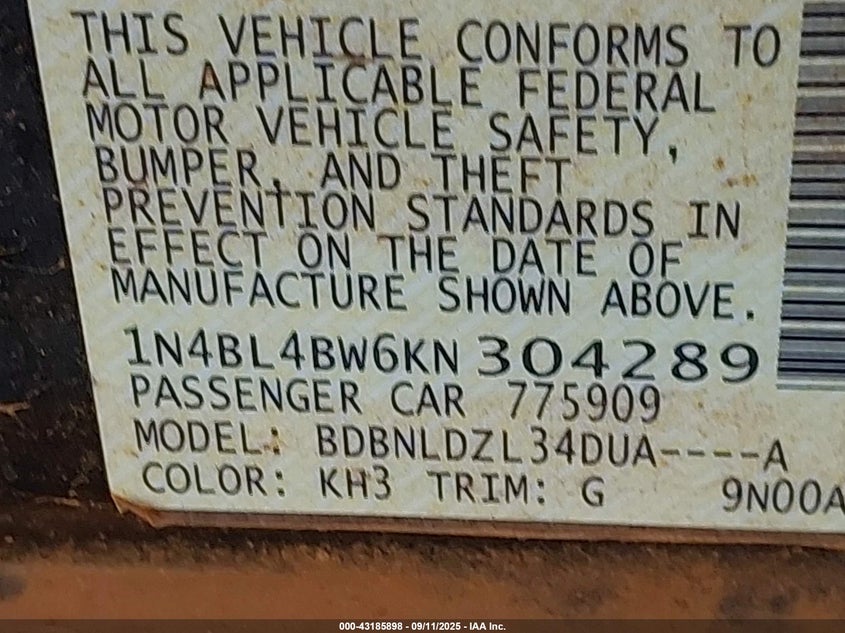 THIS VEHICLE CONFORMS TO
ALL APPLICABLE FEDERAL
MOTOR VEHICLE SAFETY,
BUMPER, AND THEFT
PREVENTION STANDARDS IN
EFFECT ON THE DATE OF
MANUFACTURE SHOWN ABOVE.
1N4BL4BW6KN304289
PASSENGER CAR 775909
MODEL: BDBNLDZL34DUA----A
COLOR: KH3 TRIM: G 9N00A
000-43185898 - 09/11/2025 - IAA Inc.